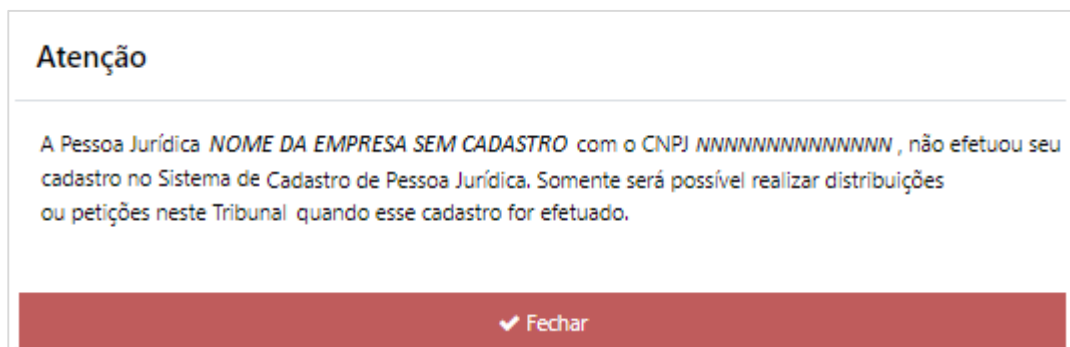 Atenção
A Pessoa Jurídica NOME DA EMPRESA SEM CADASTRO com o CNPJ NNNNNNNNNNNNNN , não efetuou seu
cadastro no Sistema de Cadastro de Pessoa Jurídica. Somente será possível realizar distribuições
ou petições neste Tribunal quando esse cadastro for efetuado.
Fechar